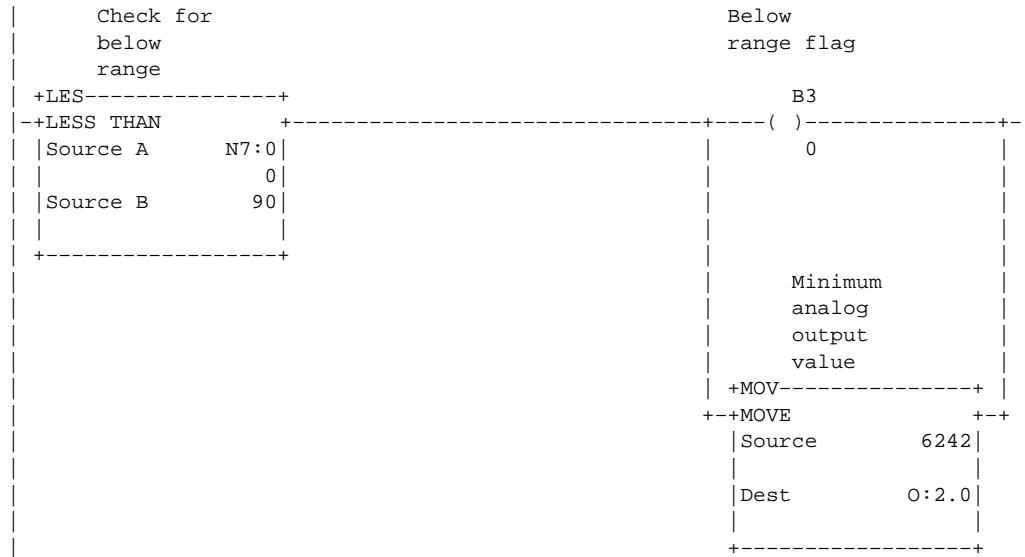 Check for Below
below range flag
range
+LES---------------+ B3
-+LESS THAN +--------------------------------+----( )---------------+-
|Source A N7:0| | 0 |
| 0| | |
|Source B 90| | |
| | | |
+------------------+ | |
| Minimum |
| analog |
| output |
| value |
| +MOV---------------+ |
+-+MOVE +-+
|Source 6242|
| |
|Dest O:2.0|
| |
+------------------+